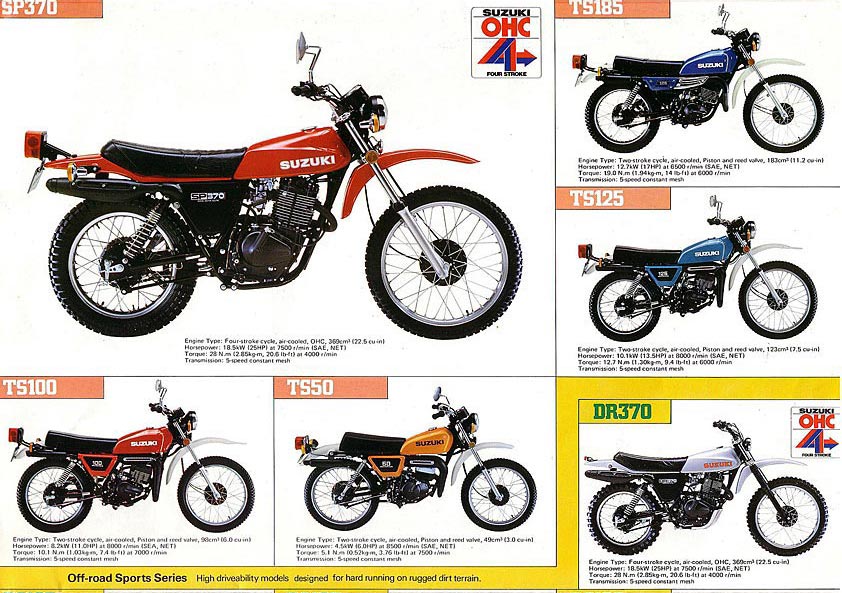 SP370
SUZUKI
OHC
4
FOUR STROKE
SUZUKI
SP370
Engine Type: Four-stroke cycle, air-cooled, OHC, 369cm³ (22.5 cu-in)
Horsepower: 18.5kW (25HP) at 7500 r/min (SAE, NET)
Torque: 28 N.m (2.85kg-m, 20.6 lb-ft) at 4000 r/min
Transmission: 5-speed constant mesh
TS185
SUZUKI
185
Engine Type: Two-stroke cycle, air-cooled, Piston and reed valve, 183cm³ (11.2 cu-in)
Horsepower: 12.7kW (17HP) at 6500 r/min (SAE, NET)
Torque: 19.0 N.m (1.94kg-m, 14 lb-ft) at 6000 r/min
Transmission: 5-speed constant mesh
TS125
SUZUKI
125
Engine Type: Two-stroke cycle, air-cooled, Piston and reed valve, 123cm³ (7.5 cu-in)
Horsepower: 10.1kW (13.5HP) at 8000 r/min (SAE, NET)
Torque: 12.7 N.m (1.30kg-m, 9.4 lb-ft) at 6000 r/min
Transmission: 5-speed constant mesh
TS100
SUZUKI
100
Engine Type: Two-stroke cycle, air-cooled, Piston and reed valve, 98cm³ (6.0 cu-in)
Horsepower: 8.2kW (11.0HP) at 8000 r/min (SEA, NET)
Torque: 10.1 N.m (1.03kg-m, 7.4 lb-ft) at 7000 r/min
Transmission: 5-speed constant mesh
TS50
SUZUKI
50
Engine Type: Two-stroke cycle, air-cooled, Piston and reed valve, 49cm³ (3.0 cu-in)
Horsepower: 4.5kW (6.0HP) at 8500 r/min (SAE, NET)
Torque: 5.1 N.m (0.52kg-m, 3.76 lb-ft) at 6000 r/min
Transmission: 5-speed constant mesh
DR370
SUZUKI
OHC
4
FOUR STROKE
SUZUKI
DR370
Engine Type: Four-stroke cycle, air-cooled, OHC, 369cm³ (22.5 cu-in)
Horsepower: 18.5kW (25HP) at 7500 r/min (SAE, NET)
Torque: 28 N.m (2.85kg-m, 20.6 lb-ft) at 4000 r/min
Transmission: 5-speed constant mesh
Off-road Sports Series High driveability models designed for hard running on rugged dirt terrain.